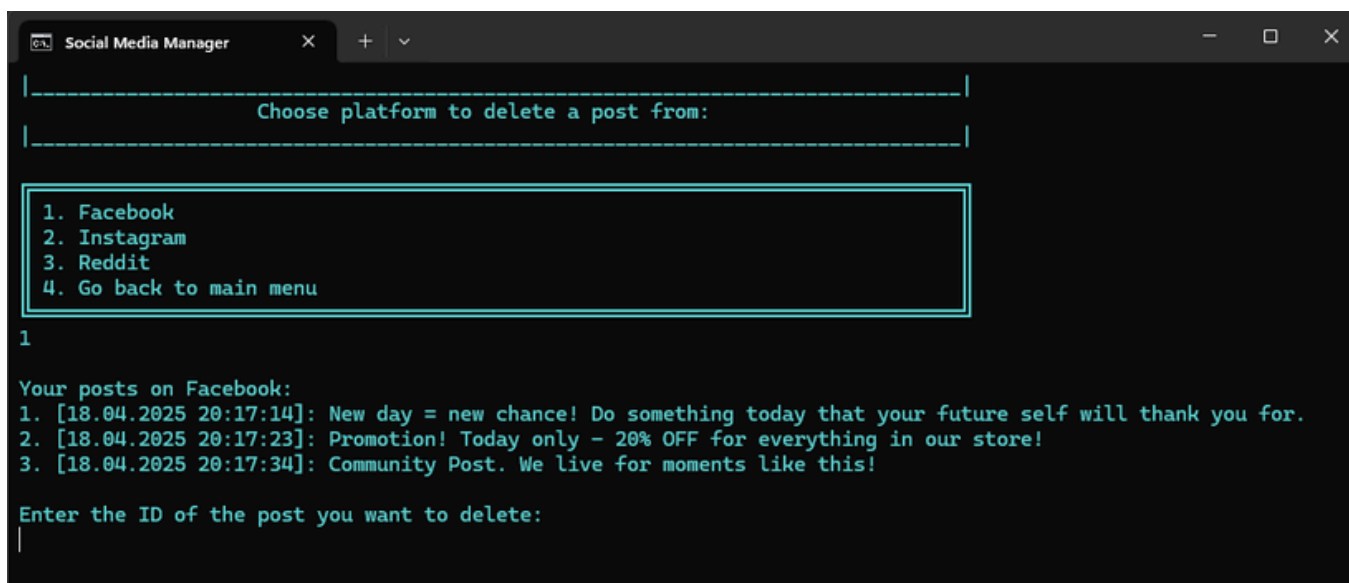 Social Media Manager
Choose platform to delete a post from:
1. Facebook
2. Instagram
3. Reddit
4. Go back to main menu
1
Your posts on Facebook:
1. [18.04.2025 20:17:14]: New day = new chance! Do something today that your future self will thank you for.
2. [18.04.2025 20:17:23]: Promotion! Today only - 20% OFF for everything in our store!
3. [18.04.2025 20:17:34]: Community Post. We live for moments like this!
Enter the ID of the post you want to delete: